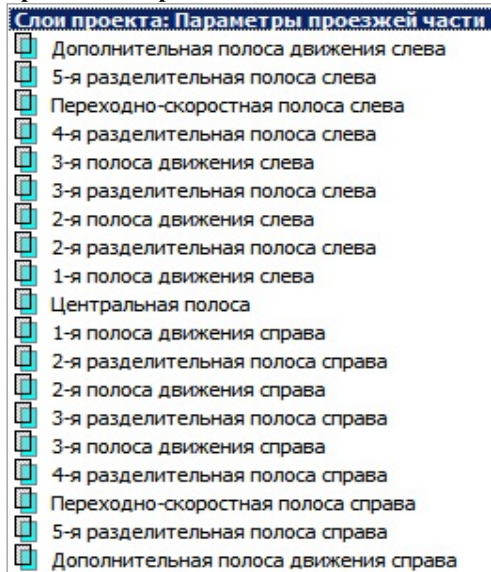 Слои проекта: Параметры проезжей части
Дополнительная полоса движения слева
5-я разделительная полоса слева
Переходно-скоростная полоса слева
4-я разделительная полоса слева
3-я полоса движения слева
3-я разделительная полоса слева
2-я полоса движения слева
2-я разделительная полоса слева
1-я полоса движения слева
Центральная полоса
1-я полоса движения справа
2-я разделительная полоса справа
2-я полоса движения справа
3-я разделительная полоса справа
3-я полоса движения справа
4-я разделительная полоса справа
Переходно-скоростная полоса справа
5-я разделительная полоса справа
Дополнительная полоса движения справа